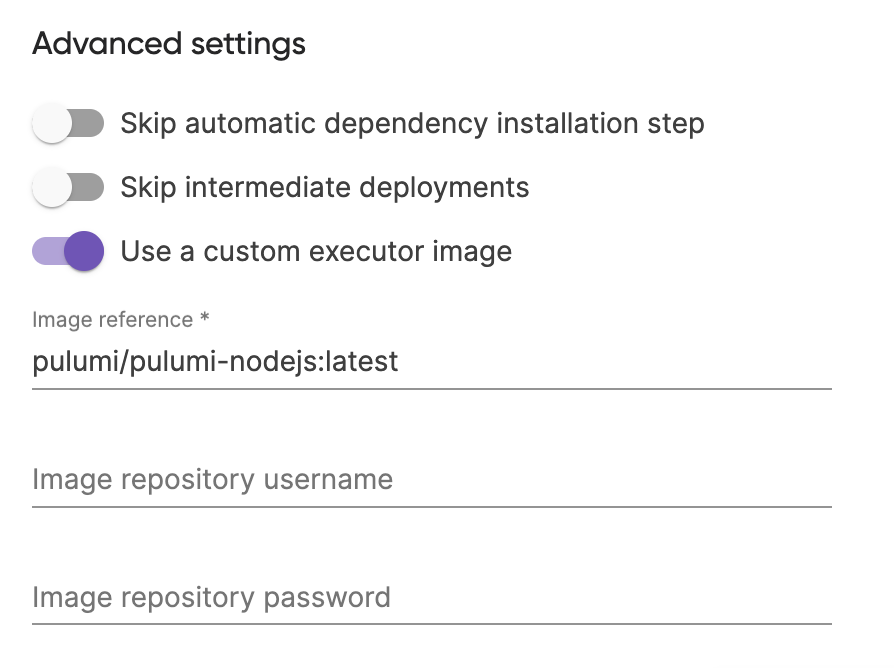 Advanced settings
Skip automatic dependency installation step
Skip intermediate deployments
Use a custom executor image
Image reference *
pulumi/pulumi-nodejs:latest
Image repository username
Image repository password